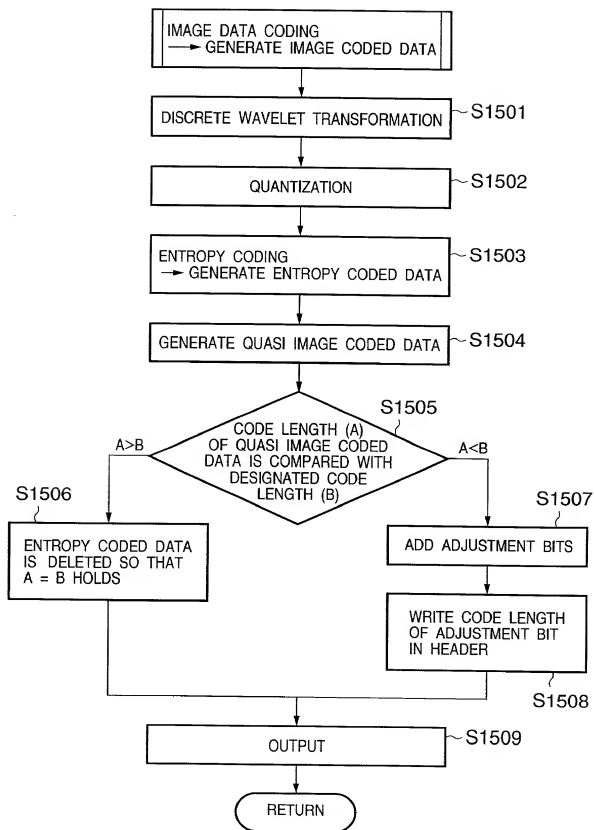 IMAGE DATA CODING
→ GENERATE IMAGE CODED DATA
DISCRETE WAVELET TRANSFORMATION
S1501
QUANTIZATION
S1502
ENTROPY CODING
→ GENERATE ENTROPY CODED DATA
S1503
GENERATE QUASI IMAGE CODED DATA
S1504
S1505
CODE LENGTH (A)
OF QUASI IMAGE CODED
DATA IS COMPARED WITH
DESIGNATED CODE
LENGTH (B)
A>B
A<B
S1506
ENTROPY CODED DATA
IS DELETED SO THAT
A = B HOLDS
S1507
ADD ADJUSTMENT BITS
WRITE CODE LENGTH
OF ADJUSTMENT BIT
IN HEADER
S1508
OUTPUT
S1509
RETURN